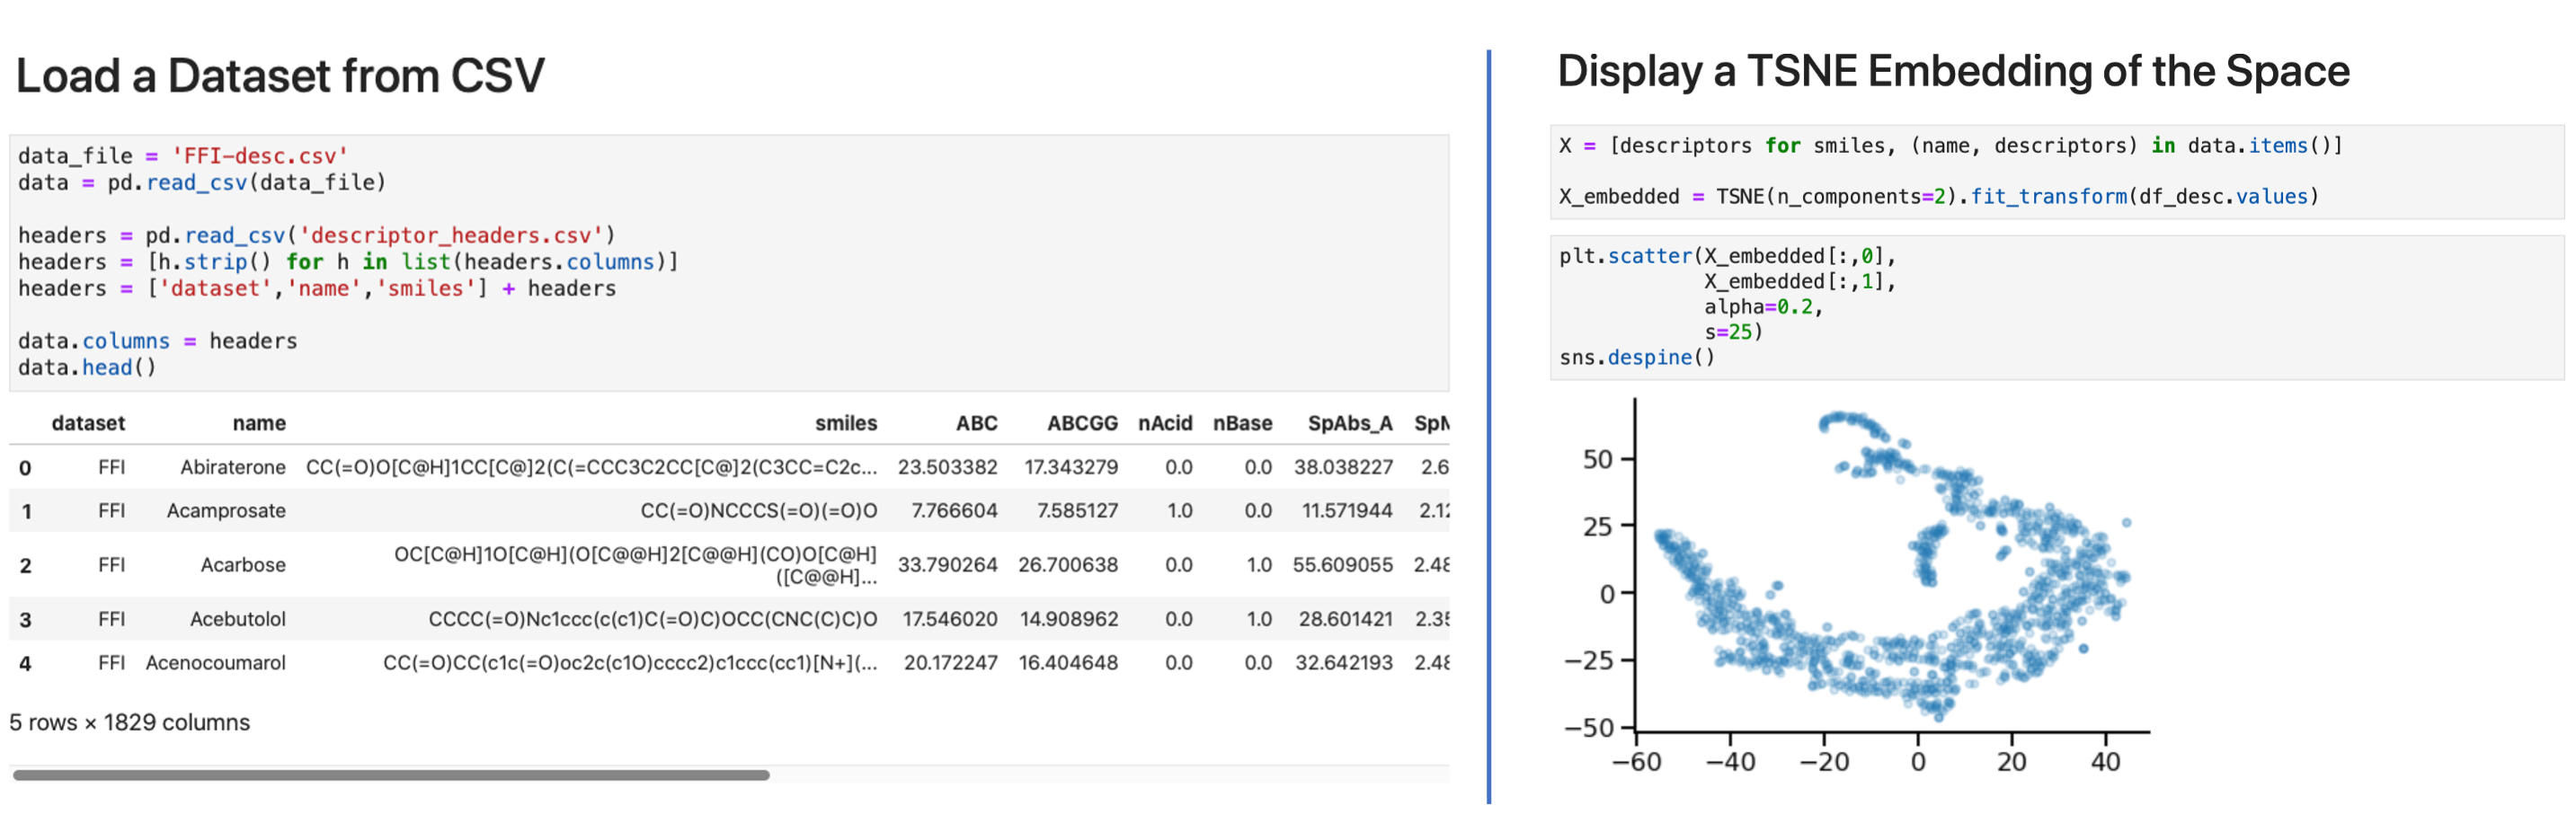 Load a Dataset from CSV
data_file = 'FFI-desc.csv'
data = pd.read_csv(data_file)
headers = pd.read_csv('descriptor_headers.csv')
headers = [h.strip() for h in list(headers.columns)]
headers = ['dataset','name','smiles'] + headers
data.columns = headers
data.head()
dataset name smiles ABC ABCGG nAcid nBase SpAbs_A
0 FFI Abiraterone CC(=O)O[C@H]1CC[C@]2(C(=CCC3C2CC[C@]2(C3CC=C2c... 23.503382 17.343279 0.0 0.0 38.038227 2.6
1 FFI Acamprosate CC(=O)NCCCS(=O)(=O)O 7.766604 7.585127 1.0 0.0 11.571944 2.12
2 FFI Acarbose OC[C@H]1O[C@H](O[C@@H]2[C@@H](CO)O[C@H]
([C@@H]... 33.790264 26.700638 0.0 1.0 55.609055 2.48
3 FFI Acebutolol CCCC(=O)Nc1ccc(c(c1)C(=O)C)OCC(CNC(C)C)O 17.546020 14.908962 0.0 1.0 28.601421 2.35
4 FFI Acenocoumarol CC(=O)CC(c1c(=O)oc2c(c1O)cccc2)c1ccc(cc1)[N+](... 20.172247 16.404648 0.0 0.0 32.642193 2.48
5 rows × 1829 columns
Display a TSNE Embedding of the Space
X = [descriptors for smiles, (name, descriptors) in data.items()]
X_embedded = TSNE(n_components=2).fit_transform(df_desc.values)
plt.scatter(X_embedded[:,0],
X_embedded[:,1],
alpha=0.2,
s=25)
sns.despine()
50
25
0
−25
−50
−60 −40 −20 0 20 40